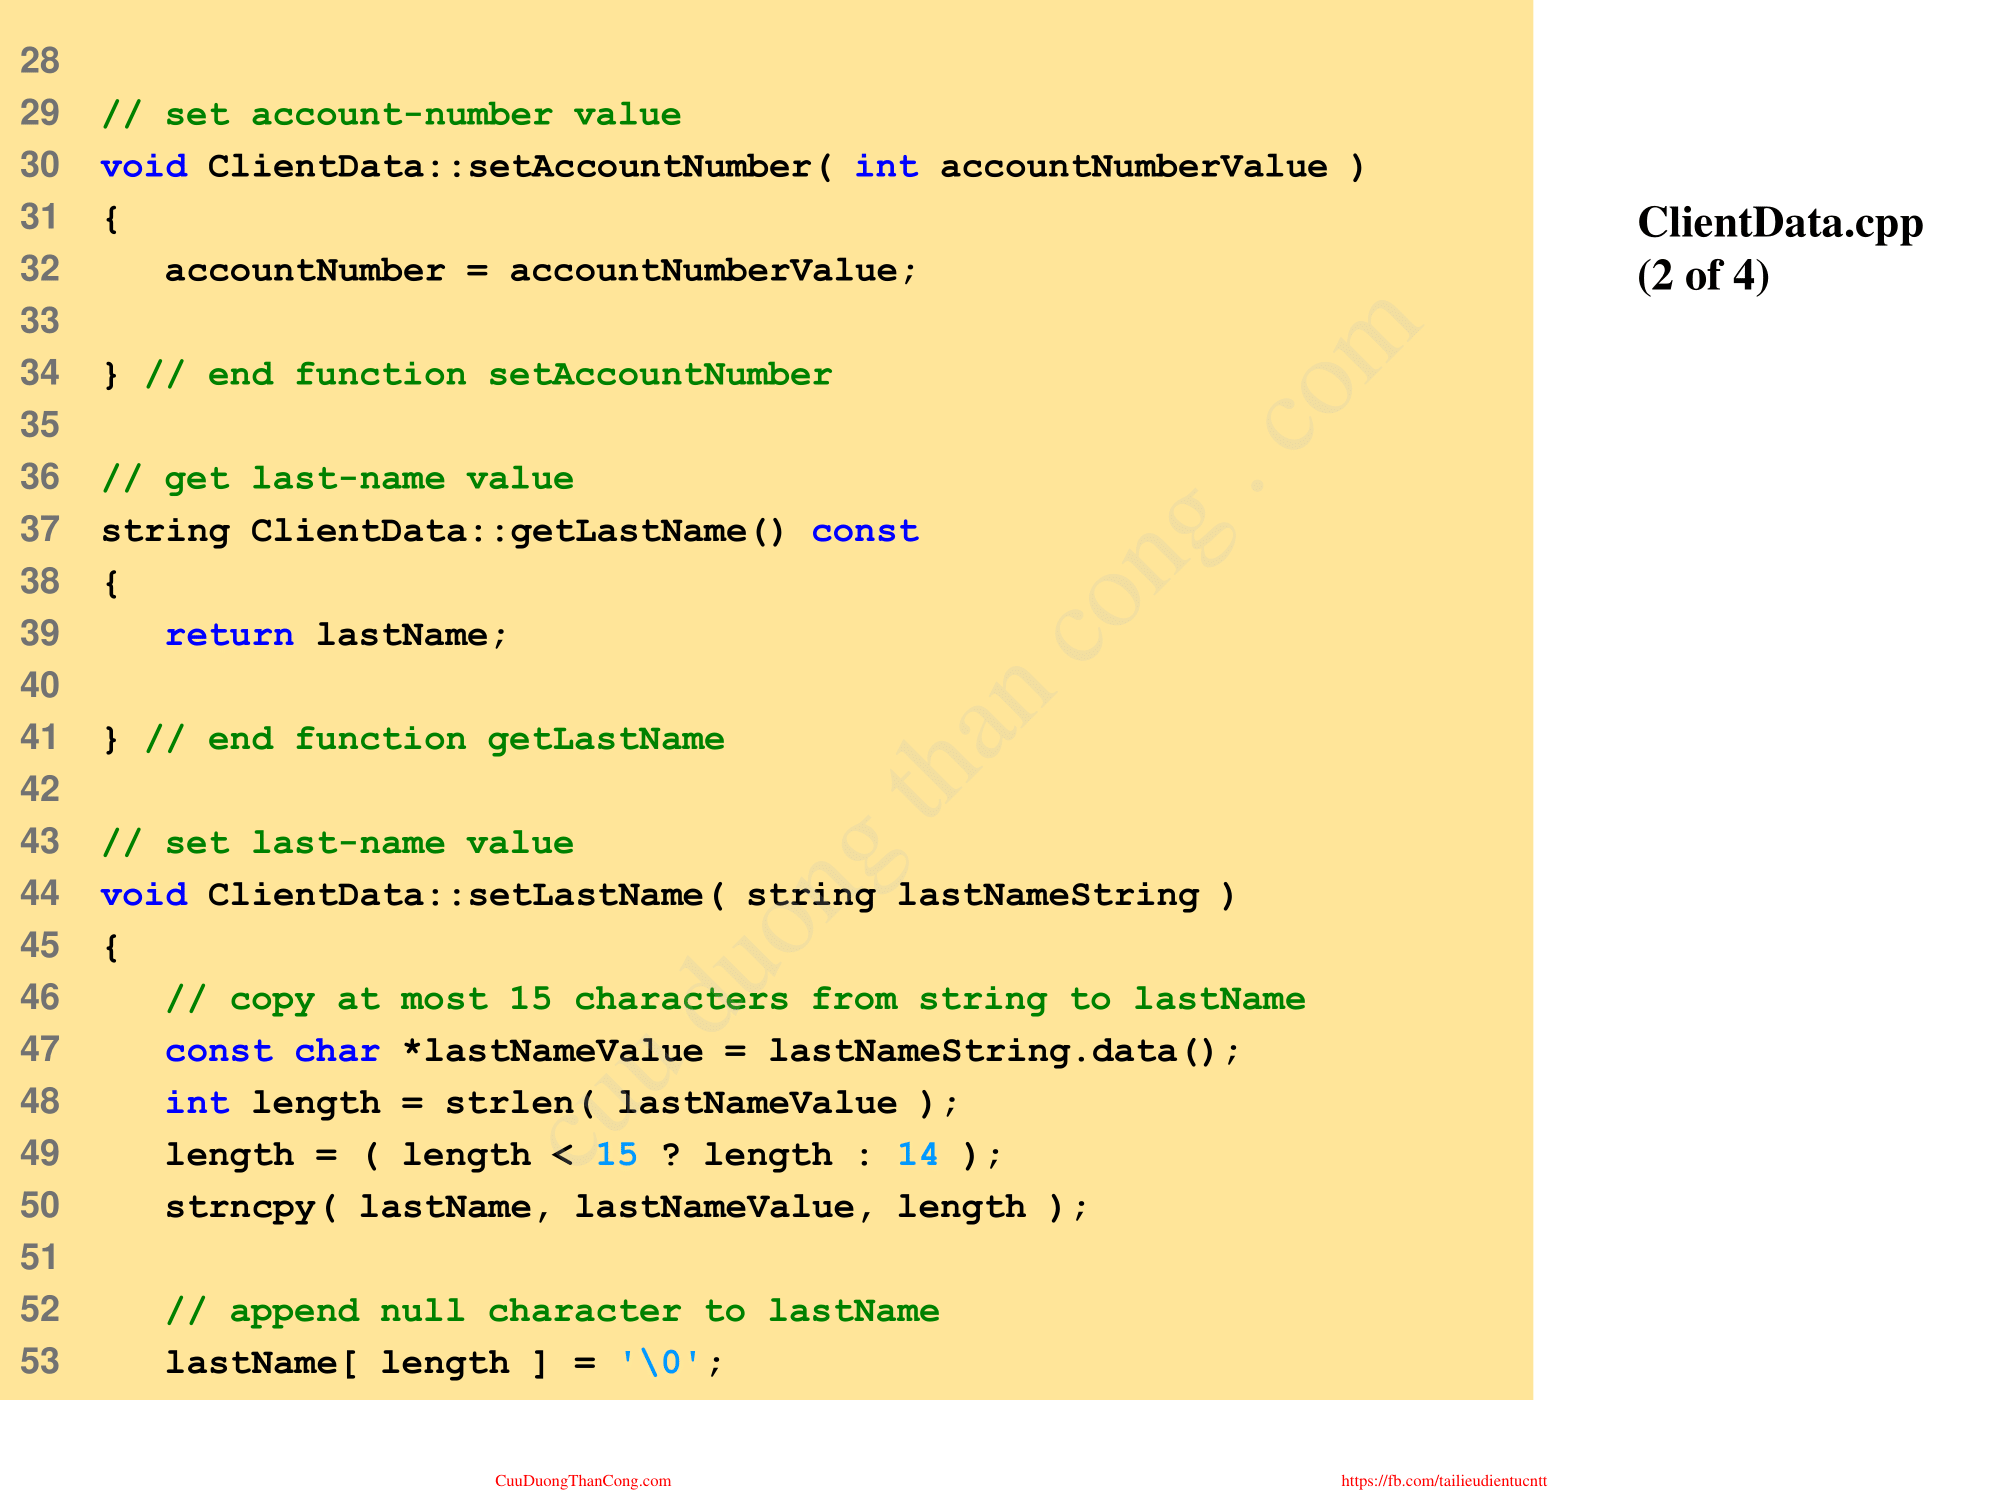 28
29 // set account-number value
30 void ClientData::setAccountNumber( int accountNumberValue )
31 {
32    accountNumber = accountNumberValue;
33
34 } // end function setAccountNumber
35
36 // get last-name value
37 string ClientData::getLastName() const
38 {
39    return lastName;
40
41 } // end function getLastName
42
43 // set last-name value
44 void ClientData::setLastName( string lastNameString )
45 {
46    // copy at most 15 characters from string to lastName
47    const char *lastNameValue = lastNameString.data();
48    int length = strlen( lastNameValue );
49    length = ( length < 15 ? length : 14 );
50    strncpy( lastName, lastNameValue, length );
51
52    // append null character to lastName
53    lastName[ length ] = '\0';
ClientData.cpp
(2 of 4)
cuu duong than cong . com
CuuDuongThanCong.com
https://fb.com/tailieudientucntt